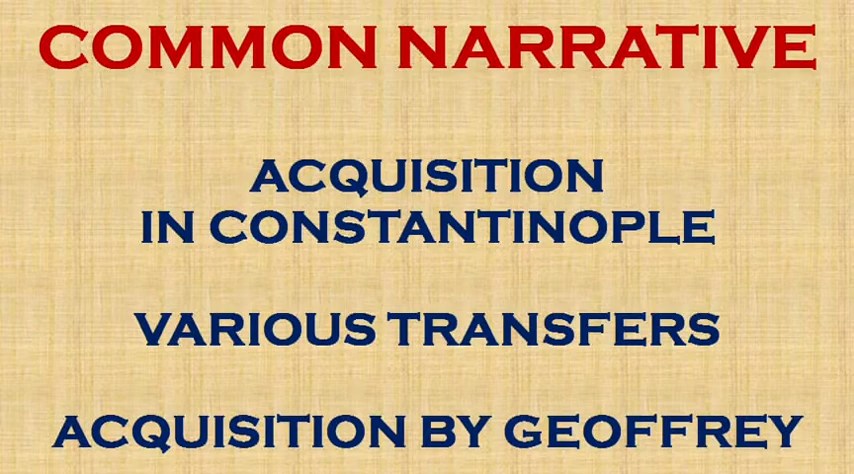 COMMON NARRATIVE
ACQUISITION
IN CONSTANTINOPLE
VARIOUS TRANSFERS
ACQUISITION BY GEOFFREY